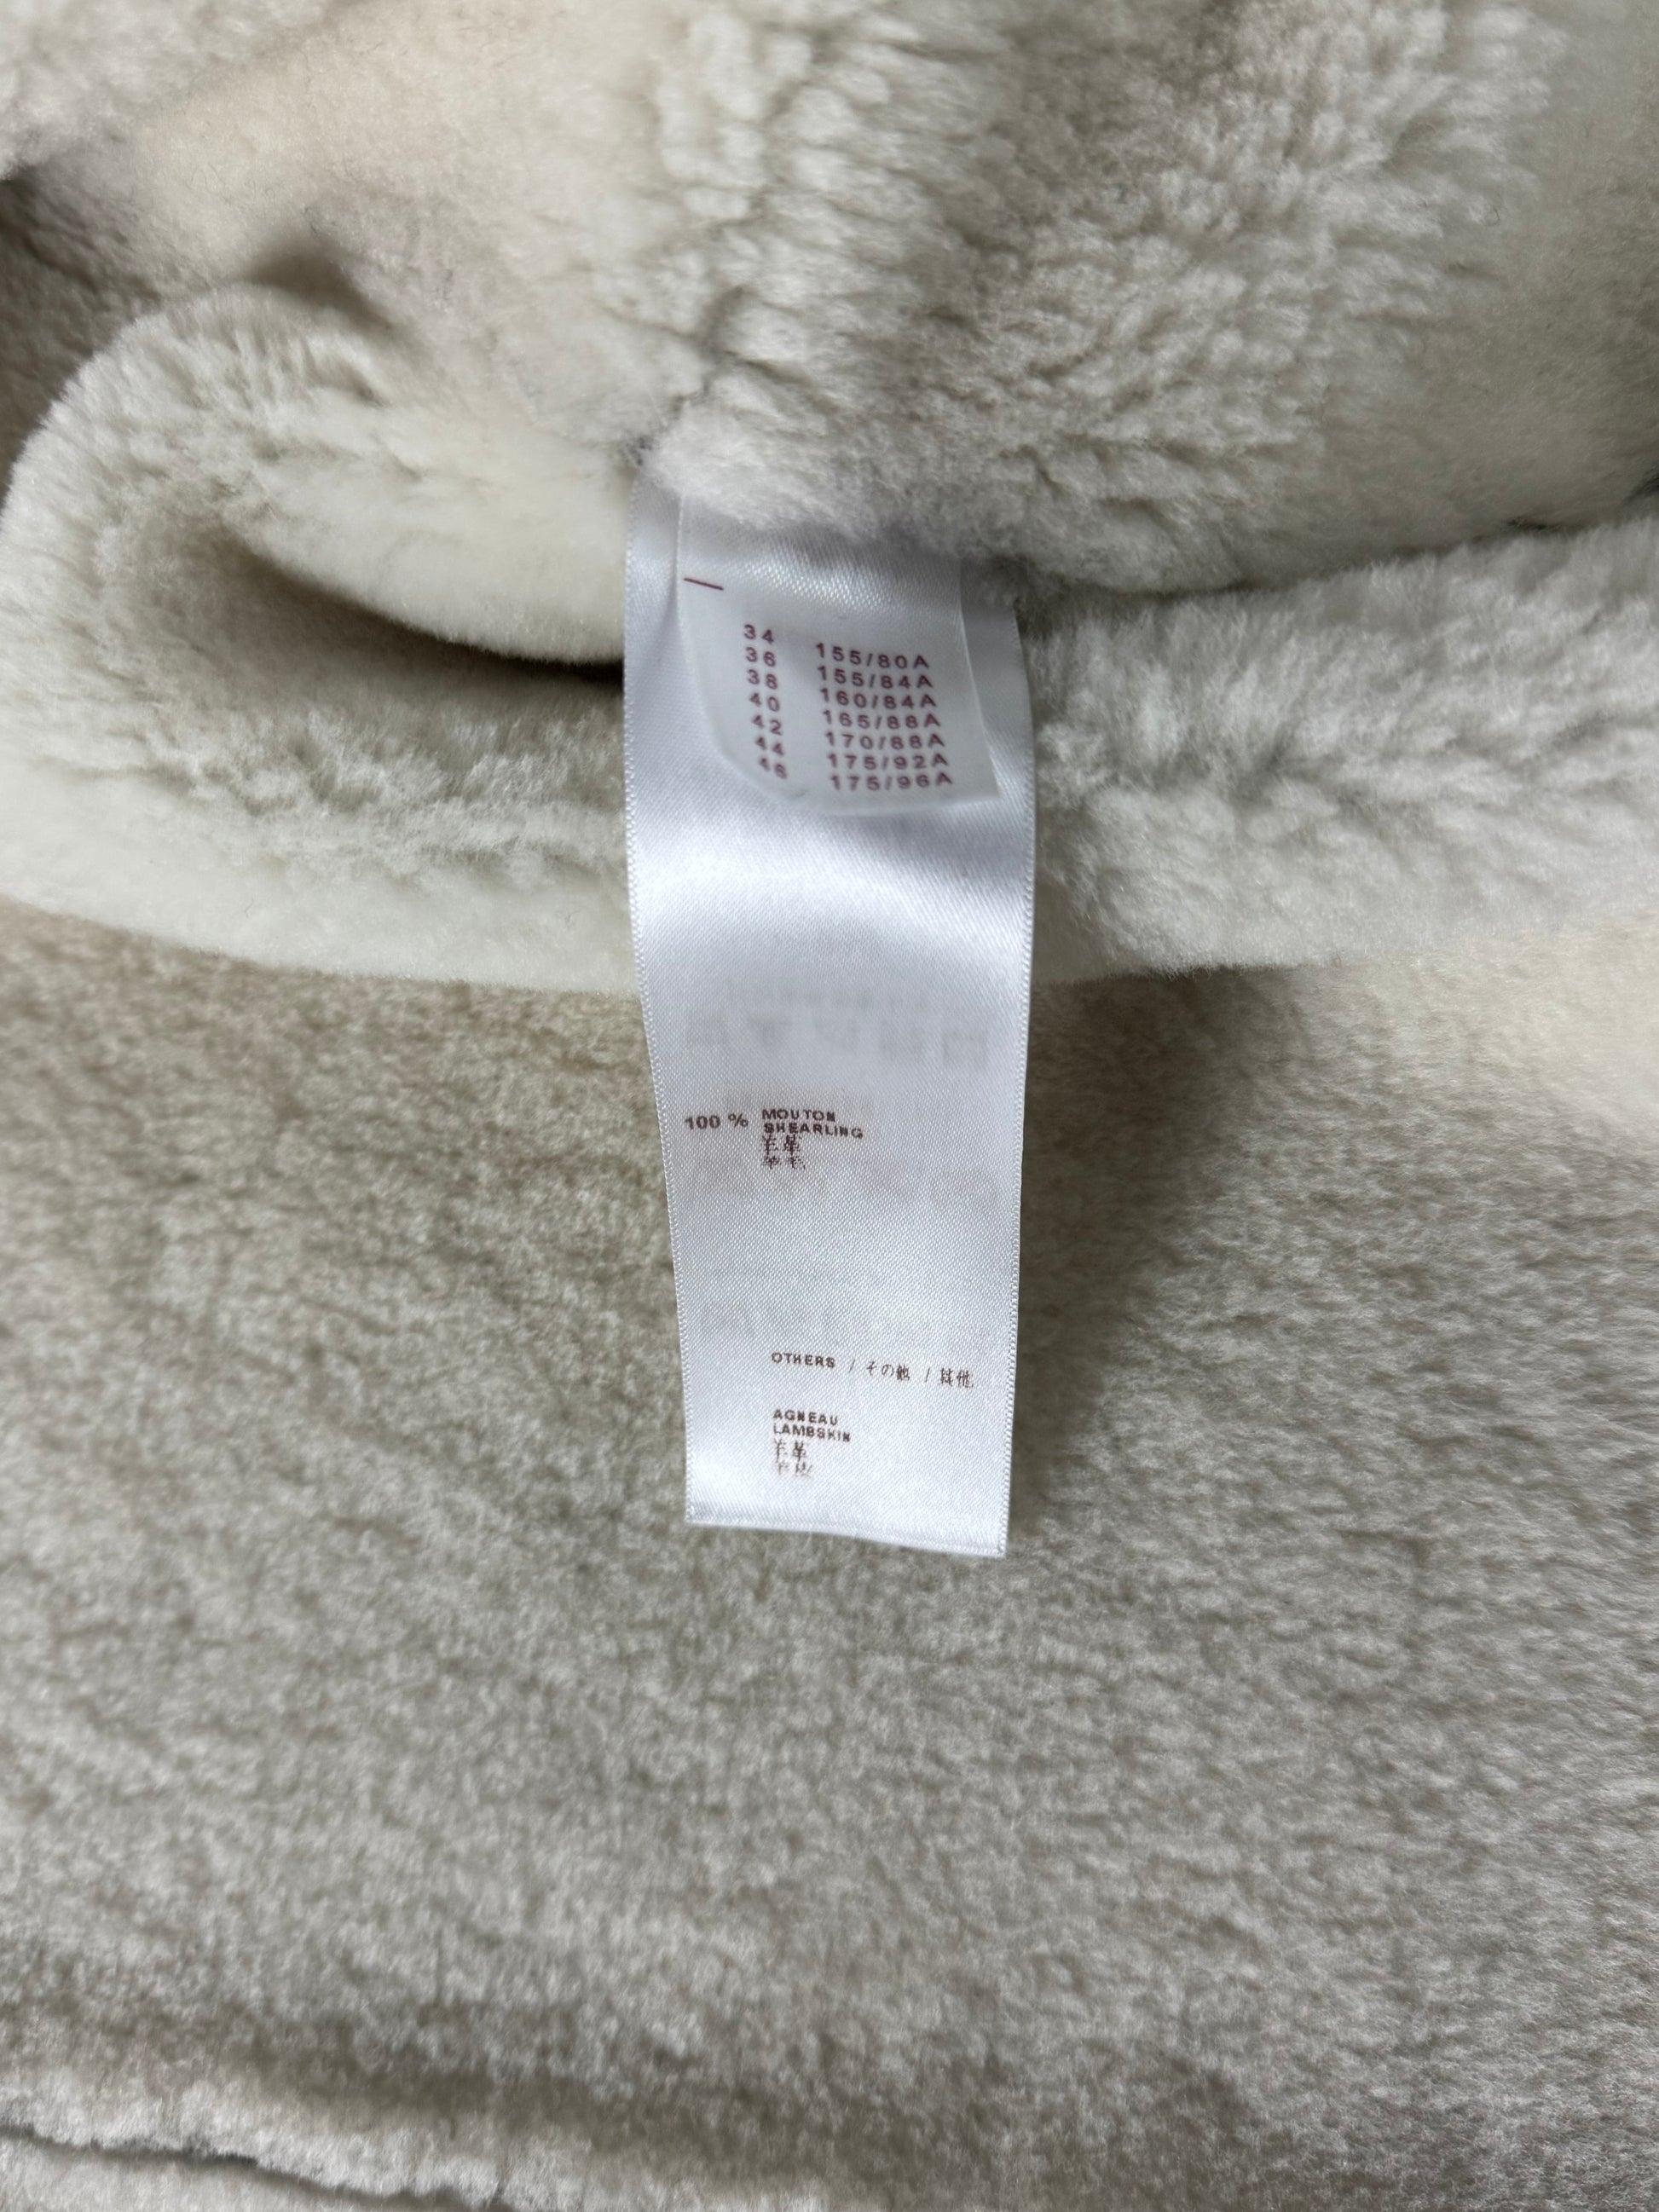 34 155/80A
36 155/84A
38 160/84A
40 165/88A
42 170/88A
44 175/92A
46 175/96A
100 % MOUTON
SHEARLING
羊革
羊毛
OTHERS / その他 / 其他
AGNEAU
LAMBSKIN
羊革
羊皮